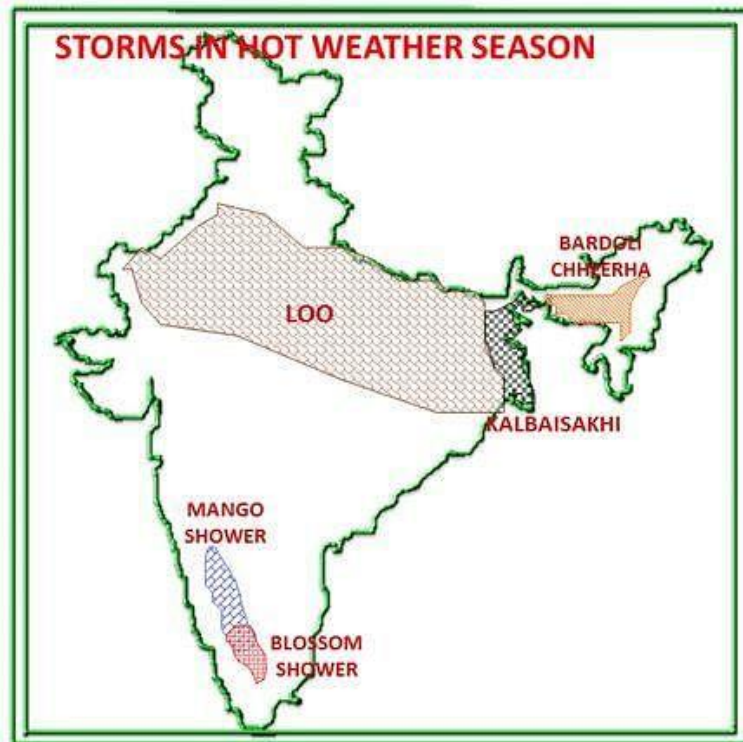 STORMS IN HOT WEATHER SEASON
BARDOLI
CHHEERHA
LOO
KALBAISAKHI
MANGO
SHOWER
BLOSSOM
SHOWER